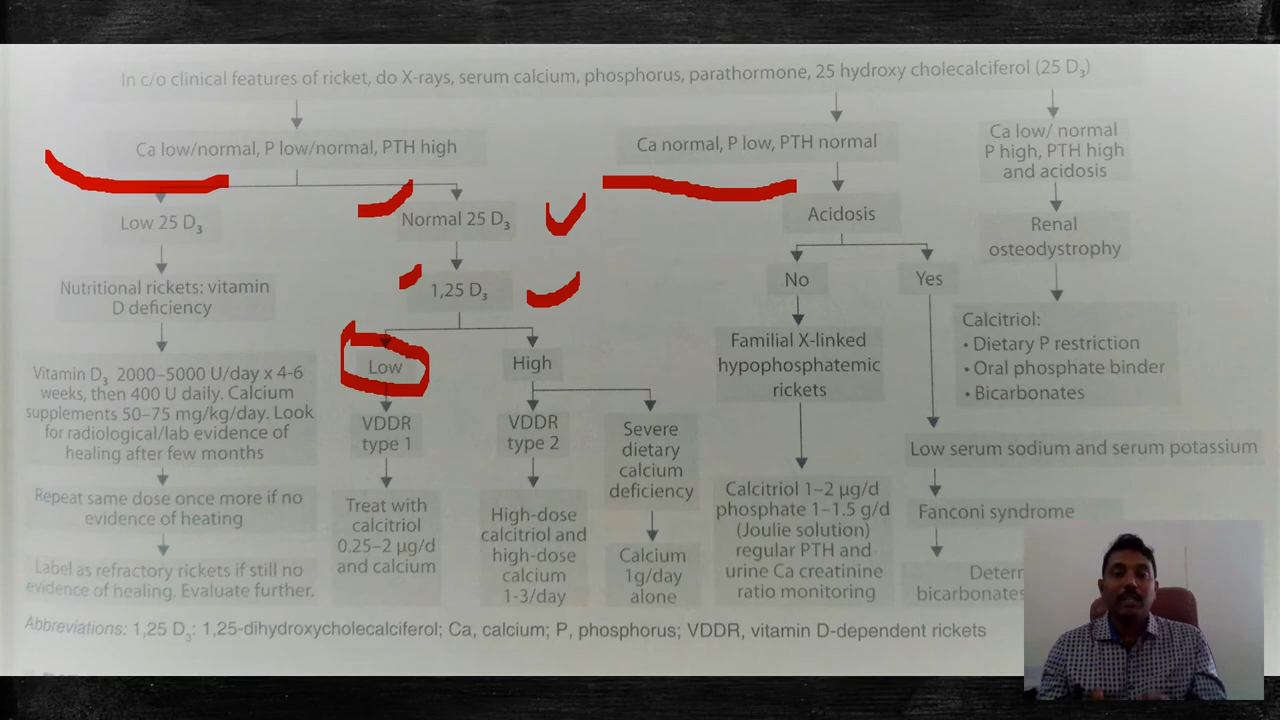 In c/o clinical features of ricket, do X-rays, serum calcium, phosphorus, parathormone, 25 hydroxy cholecalciferol (25 D₃)
Ca low/normal, P low/normal, PTH high
Low 25 D₃
Nutritional rickets: vitamin
D deficiency
Vitamin D₃ 2000–5000 U/day x 4-6
weeks, then 400 U daily. Calcium
supplements 50–75 mg/kg/day. Look
for radiological/lab evidence of
healing after few months
Repeat same dose once more if no
evidence of heating
Label as refractory rickets if still no
evidence of healing. Evaluate further.
Normal 25 D₃
1,25 D₃
Low
VDDR
type 1
Treat with
calcitriol
0.25–2 µg/d
and calcium
High
VDDR
type 2
High-dose
calcitriol and
high-dose
calcium
1-3/day
Severe
dietary
calcium
deficiency
Calcium
1g/day
alone
Ca normal, P low, PTH normal
Acidosis
No
Familial X-linked
hypophosphatemic
rickets
Calcitriol 1–2 µg/d
phosphate 1–1.5 g/d
(Joulie solution)
regular PTH and
urine Ca creatinine
ratio monitoring
Yes
Low serum sodium and serum potassium
Fanconi syndrome
Determ
bicarbonates
Ca low/ normal
P high, PTH high
and acidosis
Renal
osteodystrophy
Calcitriol:
• Dietary P restriction
• Oral phosphate binder
• Bicarbonates
Abbreviations: 1,25 D₃: 1,25-dihydroxycholecalciferol; Ca, calcium; P, phosphorus; VDDR, vitamin D-dependent rickets